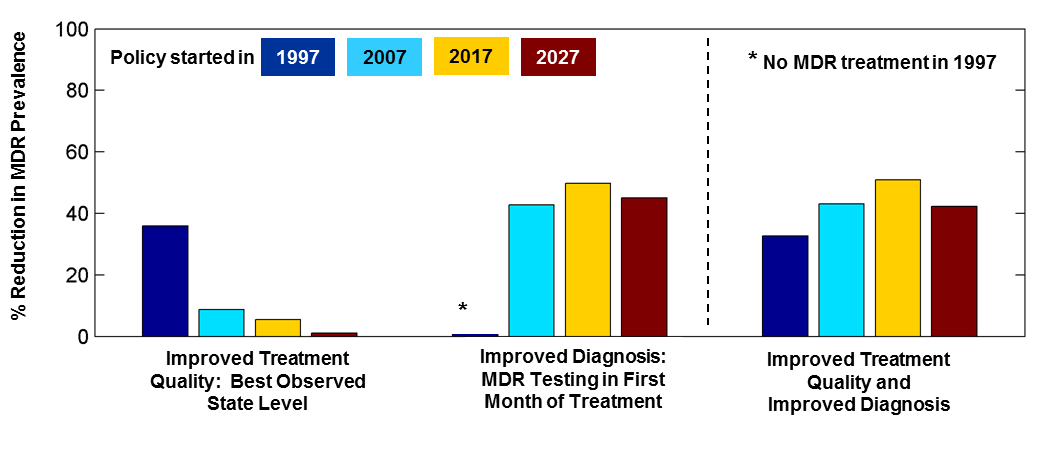 % Reduction in MDR Prevalence
100
80
60
40
20
0
Policy started in 1997 2007 2017 2027
* No MDR treatment in 1997
*
Improved Treatment
Quality: Best Observed
State Level
Improved Diagnosis:
MDR Testing in First
Month of Treatment
Improved Treatment
Quality and
Improved Diagnosis